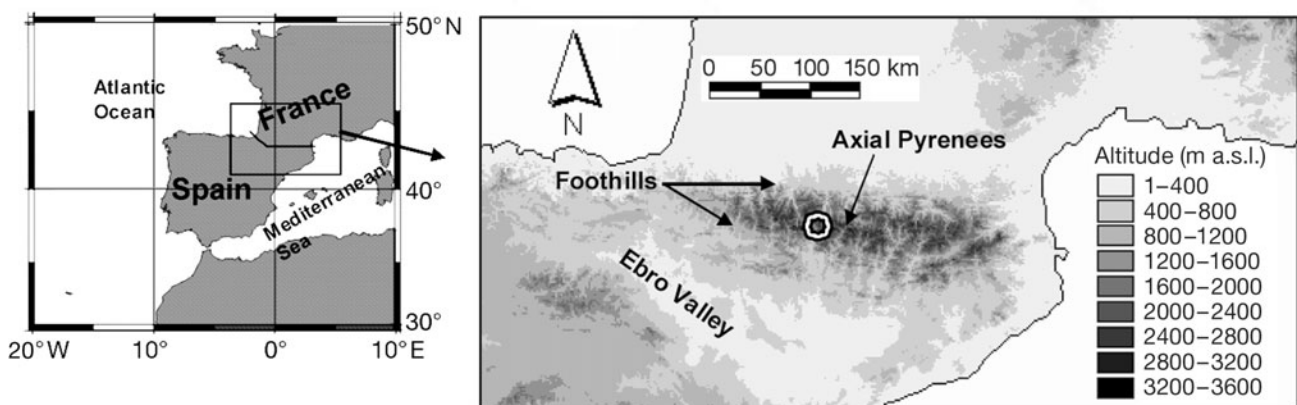 50°N
Atlantic
Ocean
France
Spain
40°
Mediterranean
Sea
30°
20°W
10°
0°
10°E
N
0 50 100 150 km
Axial Pyrenees
Foothills
Ebro Valley
Altitude (m a.s.l.)
1–400
400–800
800–1200
1200–1600
1600–2000
2000–2400
2400–2800
2800–3200
3200–3600